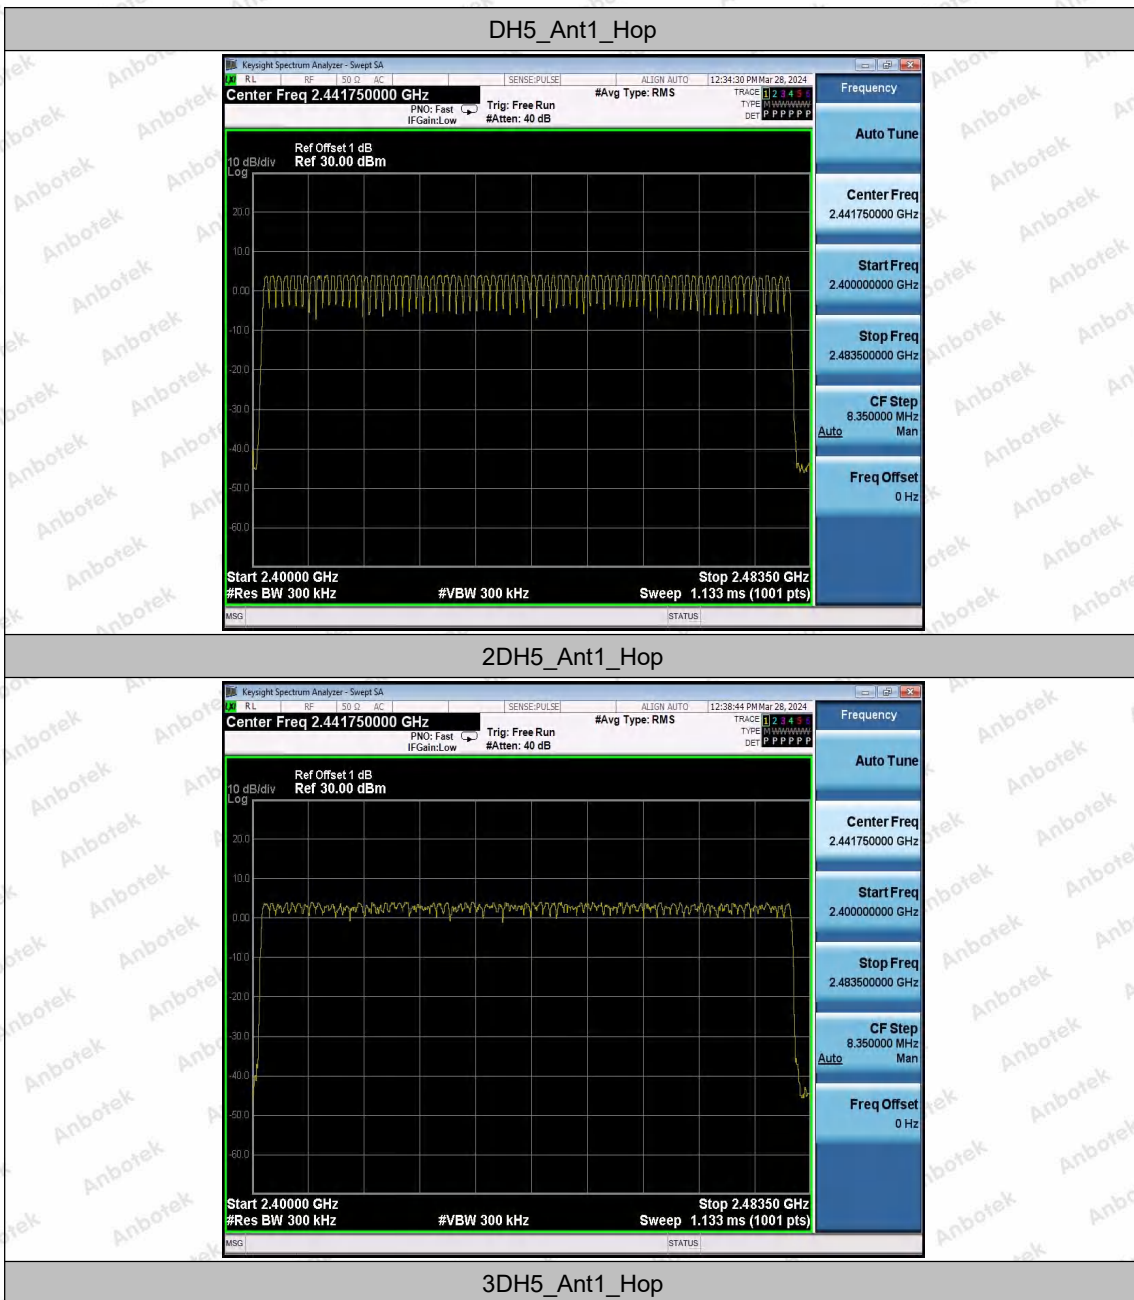 DH5_Ant1_Hop
Keysight Spectrum Analyzer - Swept SA
LXI RL RF 50 Ω AC SENSE:PULSE ALIGN AUTO 12:34:30 PM Mar 28, 2024
Center Freq 2.441750000 GHz
PNO: Fast
IFGain:Low
Trig: Free Run
#Atten: 40 dB
#Avg Type: RMS
TRACE 1 2 3 4 5 6
TYPE M WWWWW
DET P P P P P P
Frequency
Auto Tune
Center Freq
2.441750000 GHz
Start Freq
2.400000000 GHz
Stop Freq
2.483500000 GHz
CF Step
8.350000 MHz
Auto Man
Freq Offset
0 Hz
Ref Offset 1 dB
10 dB/div Ref 30.00 dBm
Log
20.0
10.0
0.00
-10.0
-20.0
-30.0
-40.0
-50.0
-60.0
Start 2.40000 GHz Stop 2.48350 GHz
#Res BW 300 kHz #VBW 300 kHz Sweep 1.133 ms (1001 pts)
MSG STATUS
2DH5_Ant1_Hop
Keysight Spectrum Analyzer - Swept SA
LXI RL RF 50 Ω AC SENSE:PULSE ALIGN AUTO 12:38:44 PM Mar 28, 2024
Center Freq 2.441750000 GHz
PNO: Fast
IFGain:Low
Trig: Free Run
#Atten: 40 dB
#Avg Type: RMS
TRACE 1 2 3 4 5 6
TYPE M WWWWW
DET P P P P P P
Frequency
Auto Tune
Center Freq
2.441750000 GHz
Start Freq
2.400000000 GHz
Stop Freq
2.483500000 GHz
CF Step
8.350000 MHz
Auto Man
Freq Offset
0 Hz
Ref Offset 1 dB
10 dB/div Ref 30.00 dBm
Log
20.0
10.0
0.00
-10.0
-20.0
-30.0
-40.0
-50.0
-60.0
Start 2.40000 GHz Stop 2.48350 GHz
#Res BW 300 kHz #VBW 300 kHz Sweep 1.133 ms (1001 pts)
MSG STATUS
3DH5_Ant1_Hop
Anbotek